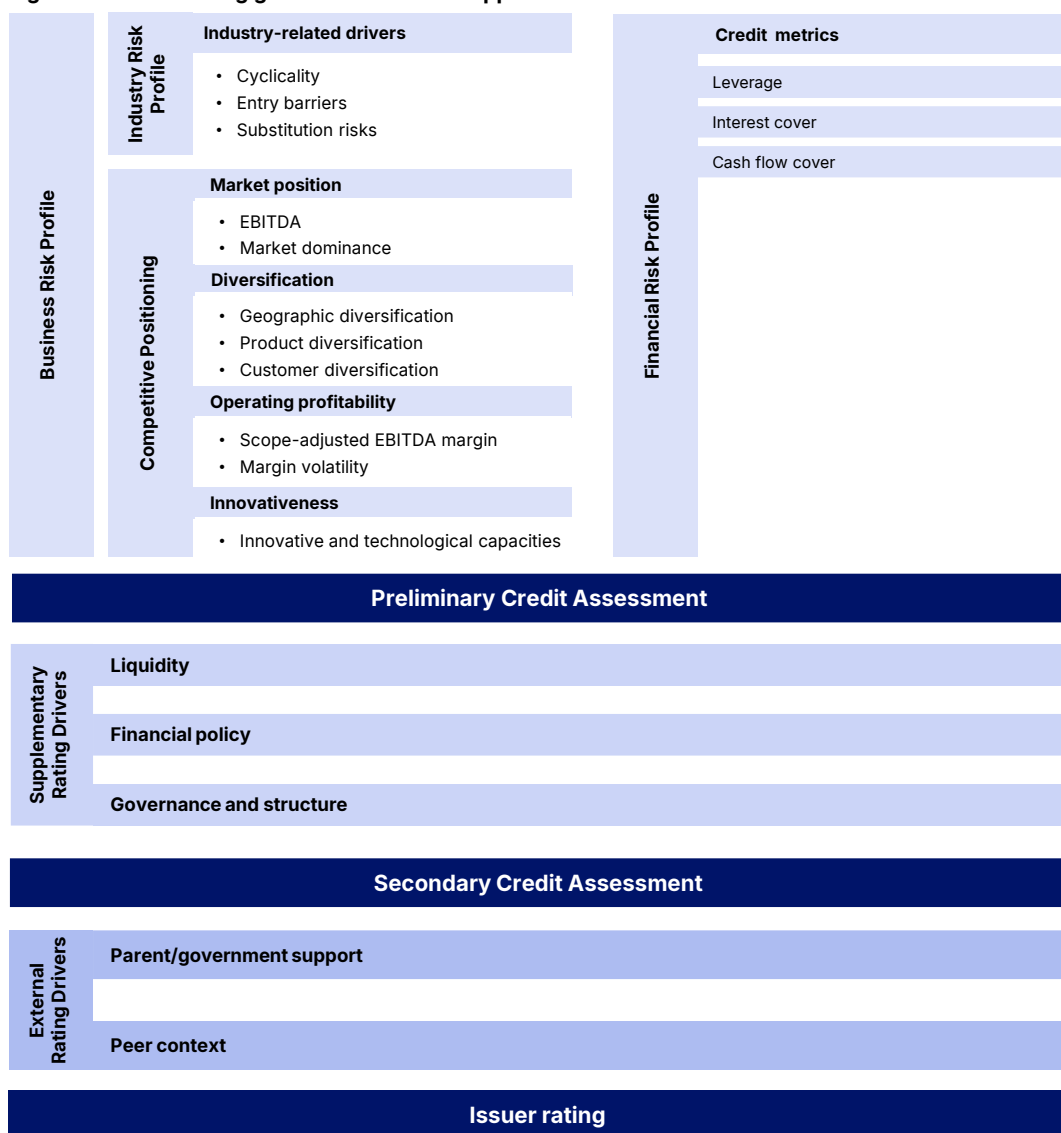 Business Risk Profile
Industry Risk
Profile
Industry-related drivers
• Cyclicality
• Entry barriers
• Substitution risks
Competitive Positioning
Market position
• EBITDA
• Market dominance
Diversification
• Geographic diversification
• Product diversification
• Customer diversification
Operating profitability
• Scope-adjusted EBITDA margin
• Margin volatility
Innovativeness
• Innovative and technological capacities
Financial Risk Profile
Credit metrics
Leverage
Interest cover
Cash flow cover
Preliminary Credit Assessment
Supplementary
Rating Drivers
Liquidity
Financial policy
Governance and structure
Secondary Credit Assessment
External
Rating Drivers
Parent/government support
Peer context
Issuer rating